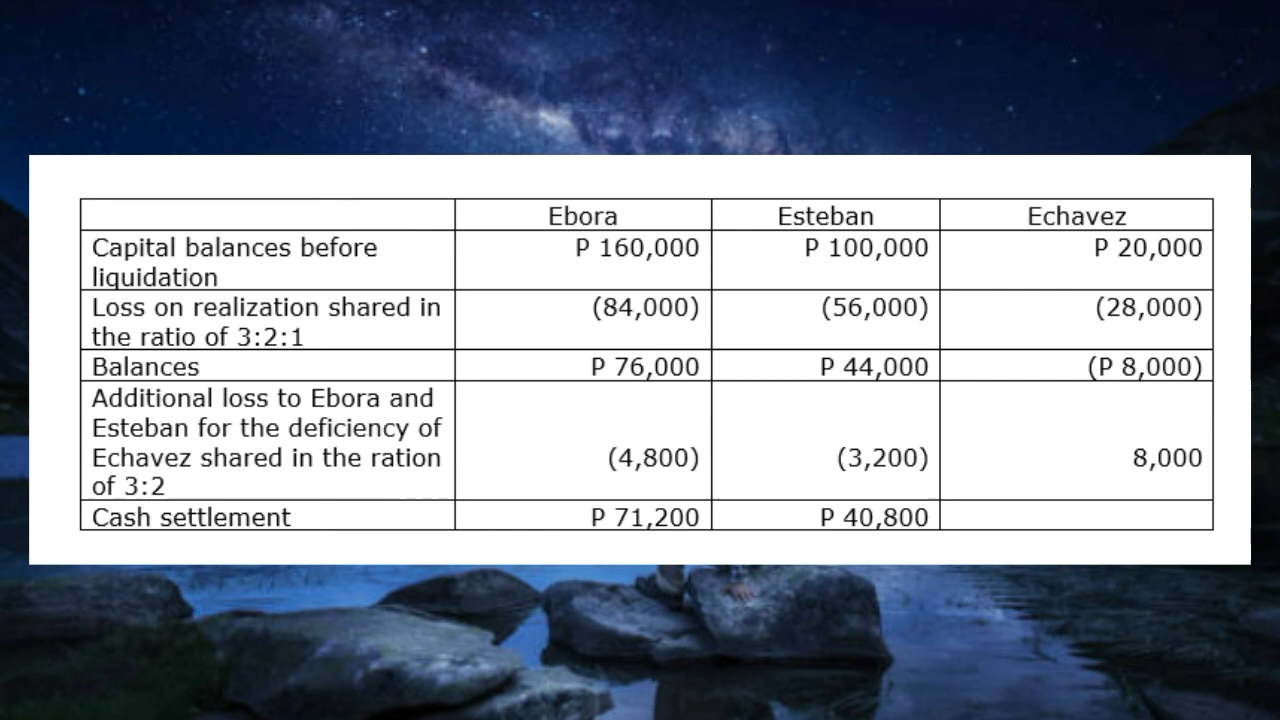 Ebora Esteban Echavez
Capital balances before P 160,000 P 100,000 P 20,000
liquidation
Loss on realization shared in (84,000) (56,000) (28,000)
the ratio of 3:2:1
Balances P 76,000 P 44,000 (P 8,000)
Additional loss to Ebora and
Esteban for the deficiency of
Echavez shared in the ration (4,800) (3,200) 8,000
of 3:2
Cash settlement P 71,200 P 40,800